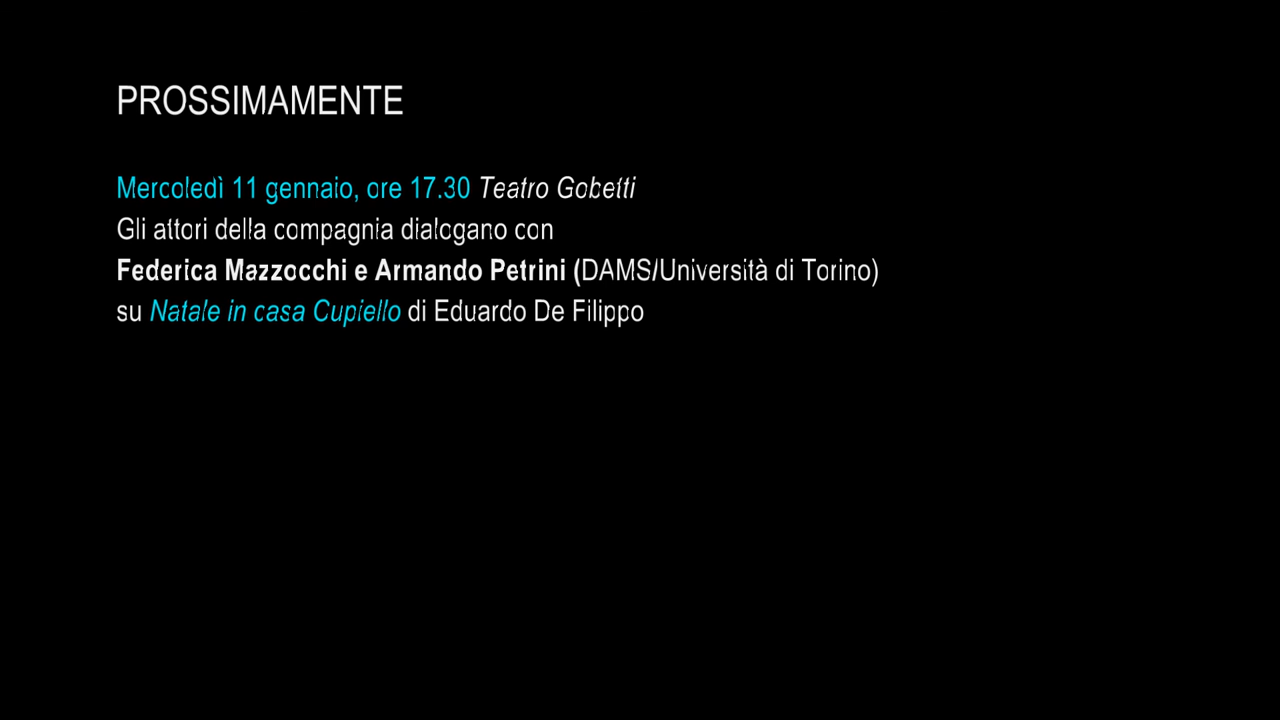 PROSSIMAMENTE
Mercoledì 11 gennaio, ore 17.30 Teatro Gobetti
Gli attori della compagnia dialogano con
Federica Mazzocchi e Armando Petrini (DAMS/Università di Torino)
su Natale in casa Cupiello di Eduardo De Filippo